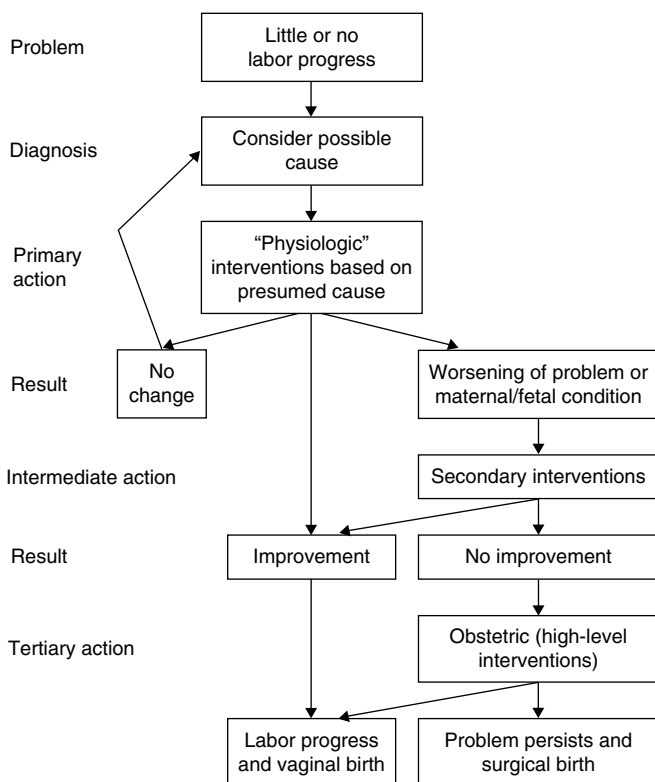 Problem
Little or no
labor progress
Diagnosis
Consider possible
cause
Primary
action
“Physiologic”
interventions based on
presumed cause
Result
No
change
Worsening of problem or
maternal/fetal condition
Intermediate action
Secondary interventions
Result
Improvement
No improvement
Tertiary action
Obstetric (high-level
interventions)
Labor progress
and vaginal birth
Problem persists and
surgical birth